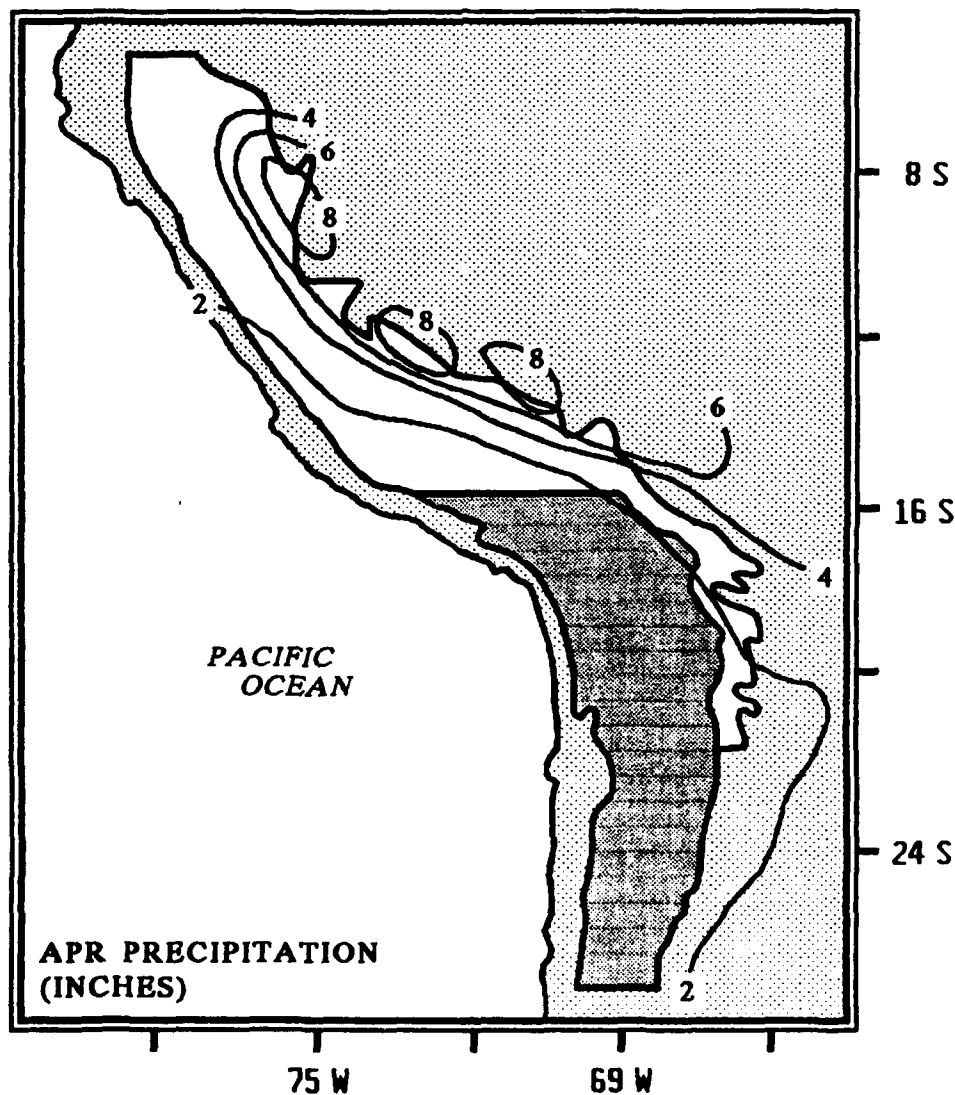 4
6
8 S
8
2
8
8
6
16 S
4
PACIFIC
OCEAN
24 S
APR PRECIPITATION
(INCHES)
2
75 W
69 W